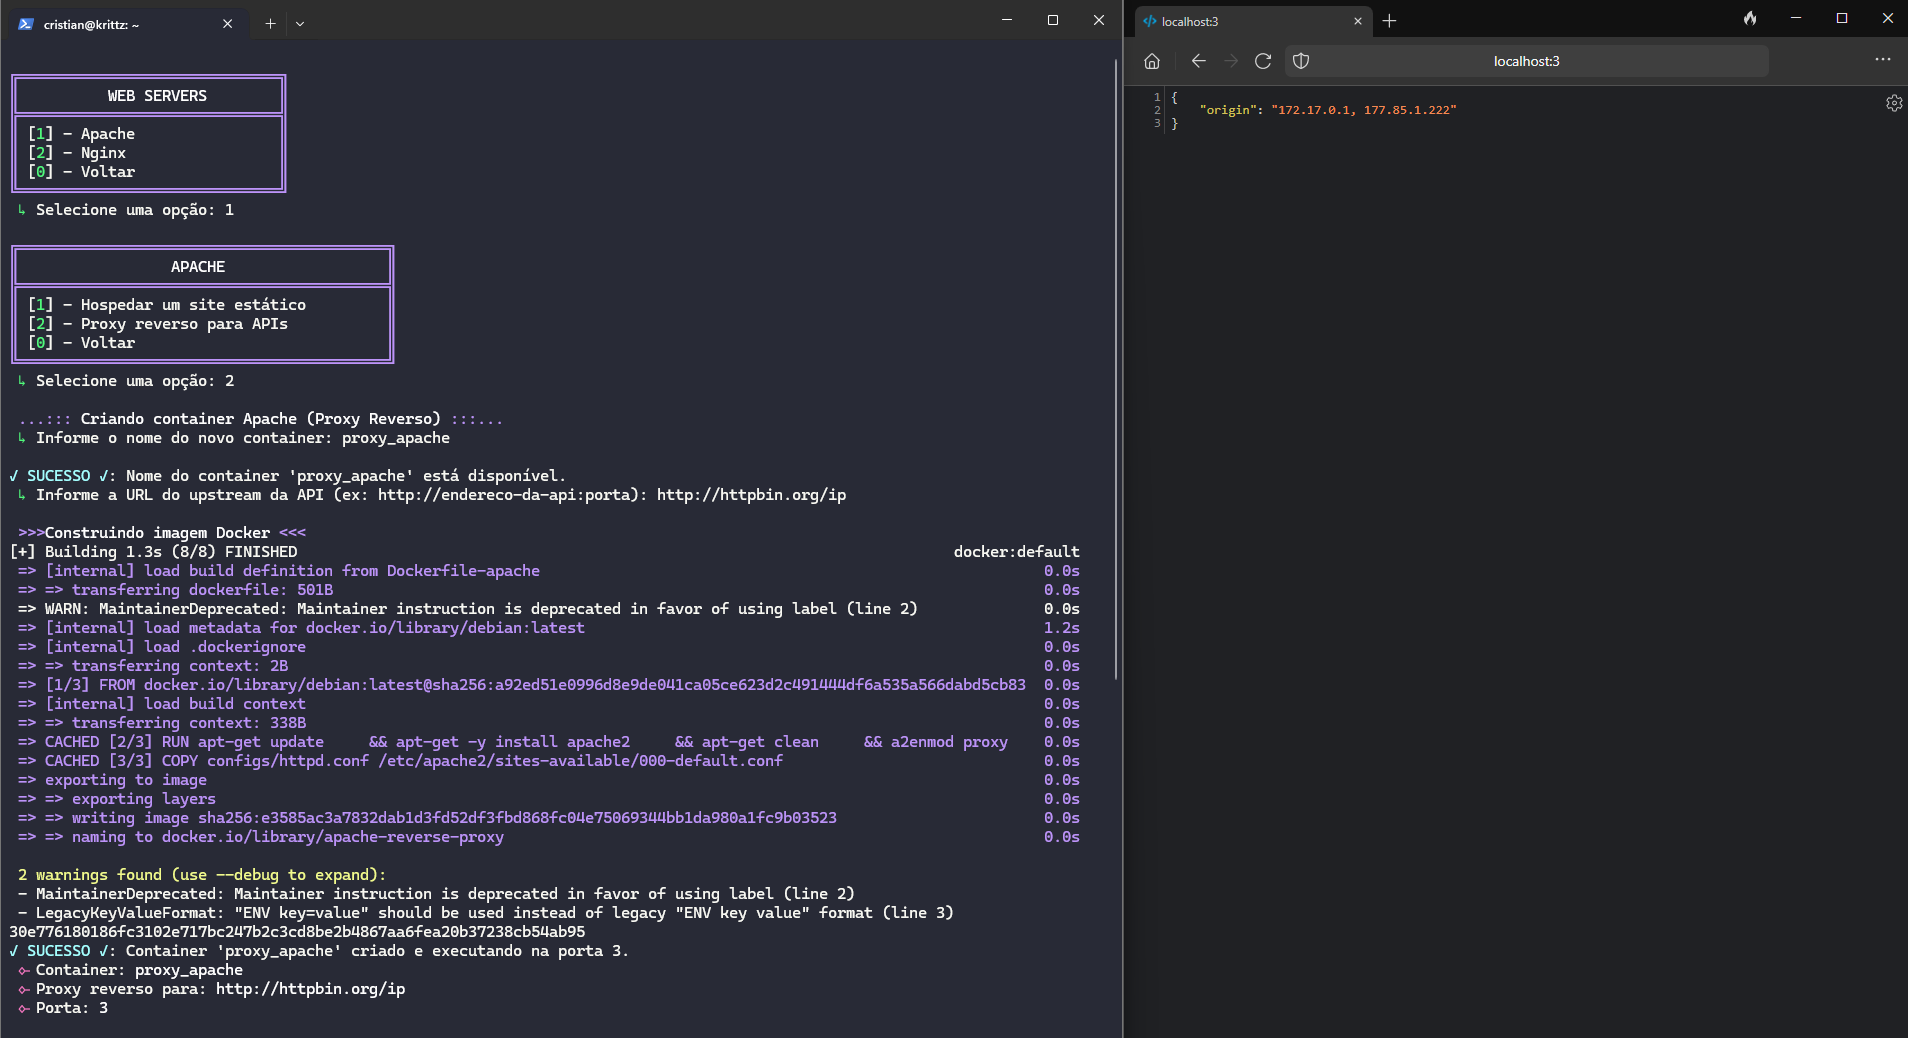 cristian@krittz: ~
WEB SERVERS
[1] - Apache
[2] - Nginx
[0] - Voltar
↳ Selecione uma opção: 1
APACHE
[1] - Hospedar um site estático
[2] - Proxy reverso para APIs
[0] - Voltar
↳ Selecione uma opção: 2
...::: Criando container Apache (Proxy Reverso) :::...
↳ Informe o nome do novo container: proxy_apache
✓ SUCESSO ✓: Nome do container 'proxy_apache' está disponível.
↳ Informe a URL do upstream da API (ex: http://endereco-da-api:porta): http://httpbin.org/ip
>>>Construindo imagem Docker <<<
[+] Building 1.3s (8/8) FINISHED docker:default
=> [internal] load build definition from Dockerfile-apache 0.0s
=> => transferring dockerfile: 501B 0.0s
=> WARN: MaintainerDeprecated: Maintainer instruction is deprecated in favor of using label (line 2) 0.0s
=> [internal] load metadata for docker.io/library/debian:latest 1.2s
=> [internal] load .dockerignore 0.0s
=> => transferring context: 2B 0.0s
=> [1/3] FROM docker.io/library/debian:latest@sha256:a92ed51e0996d8e9de041ca05ce623d2c491444df6a535a566dabd5cb83 0.0s
=> [internal] load build context 0.0s
=> => transferring context: 338B 0.0s
=> CACHED [2/3] RUN apt-get update     && apt-get -y install apache2     && apt-get clean     && a2enmod proxy 0.0s
=> CACHED [3/3] COPY configs/httpd.conf /etc/apache2/sites-available/000-default.conf 0.0s
=> exporting to image 0.0s
=> => exporting layers 0.0s
=> => writing image sha256:e3585ac3a7832dab1d3fd52df3fbd868fc04e75069344bb1da980a1fc9b03523 0.0s
=> => naming to docker.io/library/apache-reverse-proxy 0.0s
2 warnings found (use --debug to expand):
- MaintainerDeprecated: Maintainer instruction is deprecated in favor of using label (line 2)
- LegacyKeyValueFormat: "ENV key=value" should be used instead of legacy "ENV key value" format (line 3)
30e776180186fc3102e717bc247b2c3cd8be2b4867aa6fea20b37238cb54ab95
✓ SUCESSO ✓: Container 'proxy_apache' criado e executando na porta 3.
Container: proxy_apache
Proxy reverso para: http://httpbin.org/ip
Porta: 3
localhost:3
localhost:3
1 {
2 "origin": "172.17.0.1, 177.85.1.222"
3 }